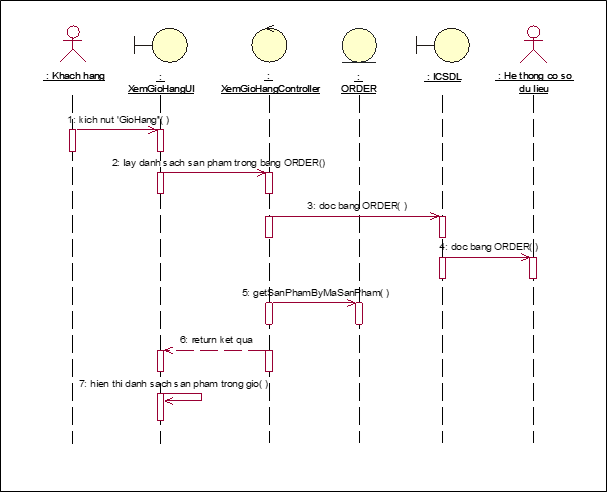 : Khach hang
:
XemGioHangUI
:
XemGioHangController
:
ORDER
: ICSDL
: He thong co so
du lieu
1: kich nut 'GioHang'( )
2: lay danh sach san pham trong bang ORDER()
3: doc bang ORDER( )
4: doc bang ORDER( )
5: getSanPhamByMaSanPham( )
6: return ket qua
7: hien thi danh sach san pham trong gio( )